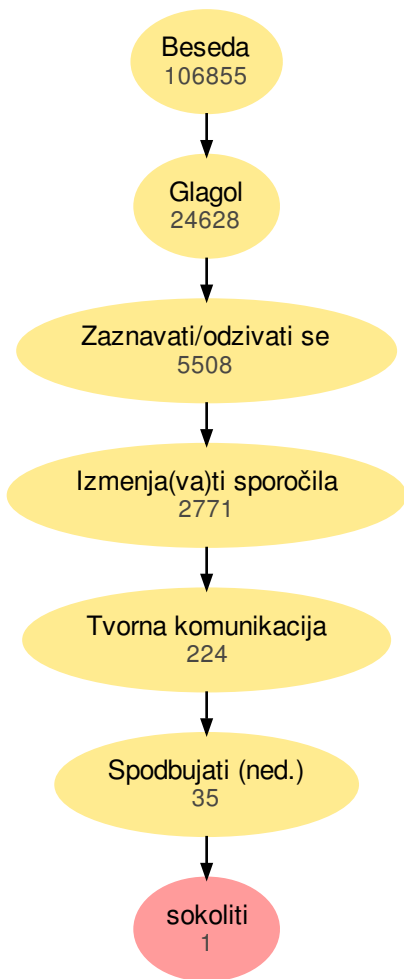 Beseda
106855
Glagol
24628
Zaznavati/odzivati se
5508
Izmenja(va)ti sporočila
2771
Tvorna komunikacija
224
Spodbujati (ned.)
35
sokoliti
1